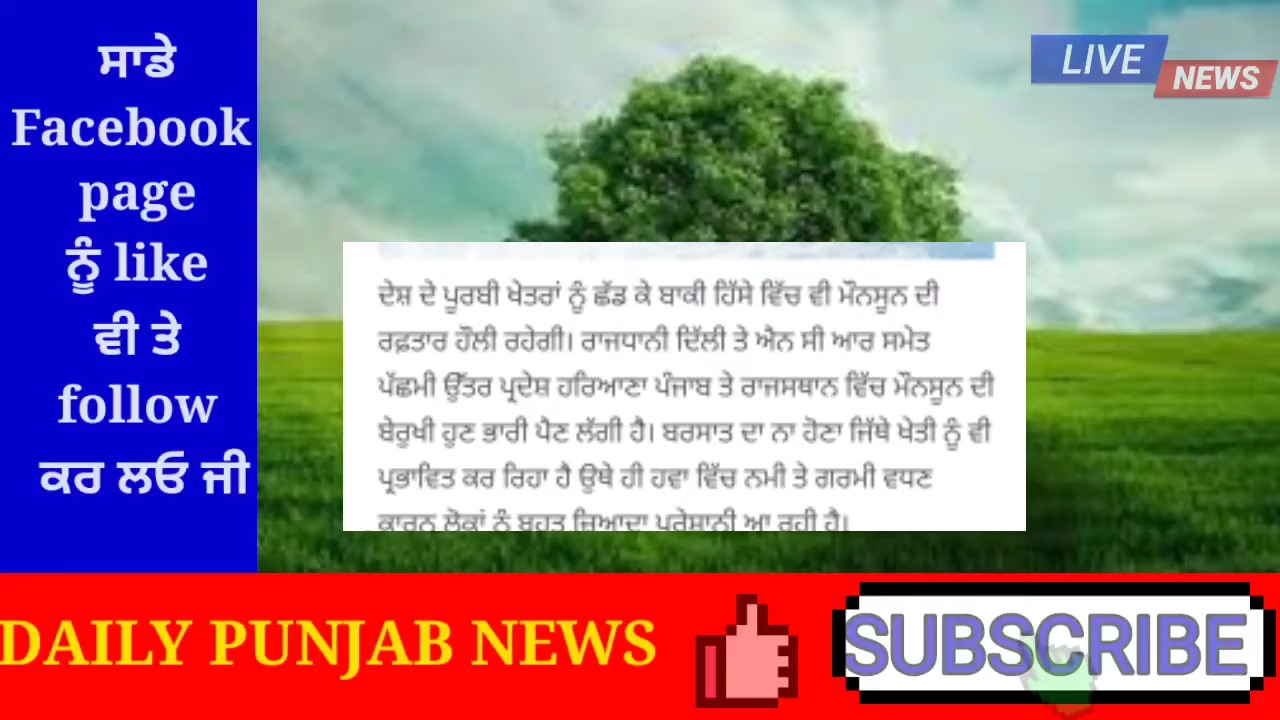 ਸਾਡੇ
Facebook
page
ਨੂੰ like
ਵੀ ਤੇ
follow
ਕਰ ਲਓ ਜੀ
LIVE
NEWS
ਦੇਸ਼ ਦੇ ਪੂਰਬੀ ਖੇਤਰਾਂ ਨੂੰ ਛੱਡ ਕੇ ਬਾਕੀ ਹਿੱਸੇ ਵਿੱਚ ਵੀ ਮੌਨਸੂਨ ਦੀ
ਰਫ਼ਤਾਰ ਹੌਲੀ ਰਹੇਗੀ। ਰਾਜਧਾਨੀ ਦਿੱਲੀ ਤੇ ਐਨ ਸੀ ਆਰ ਸਮੇਤ
ਪੱਛਮੀ ਉੱਤਰ ਪ੍ਰਦੇਸ਼ ਹਰਿਆਣਾ ਪੰਜਾਬ ਤੇ ਰਾਜਸਥਾਨ ਵਿੱਚ ਮੌਨਸੂਨ ਦੀ
ਬੇਰੁਖੀ ਹੁਣ ਭਾਰੀ ਪੈਣ ਲੱਗੀ ਹੈ। ਬਰਸਾਤ ਦਾ ਨਾ ਹੋਣਾ ਜਿੱਥੇ ਖੇਤੀ ਨੂੰ ਵੀ
ਪ੍ਰਭਾਵਿਤ ਕਰ ਰਿਹਾ ਹੈ ਉਥੇ ਹੀ ਹਵਾ ਵਿੱਚ ਨਮੀ ਤੇ ਗਰਮੀ ਵਧਣ
ਕਾਰਨ ਲੋਕਾਂ ਨੂੰ ਬਹੁਤ ਜ਼ਿਆਦਾ ਪਰੇਸ਼ਾਨੀ ਆ ਰਹੀ ਹੈ।
DAILY PUNJAB NEWS
SUBSCRIBE